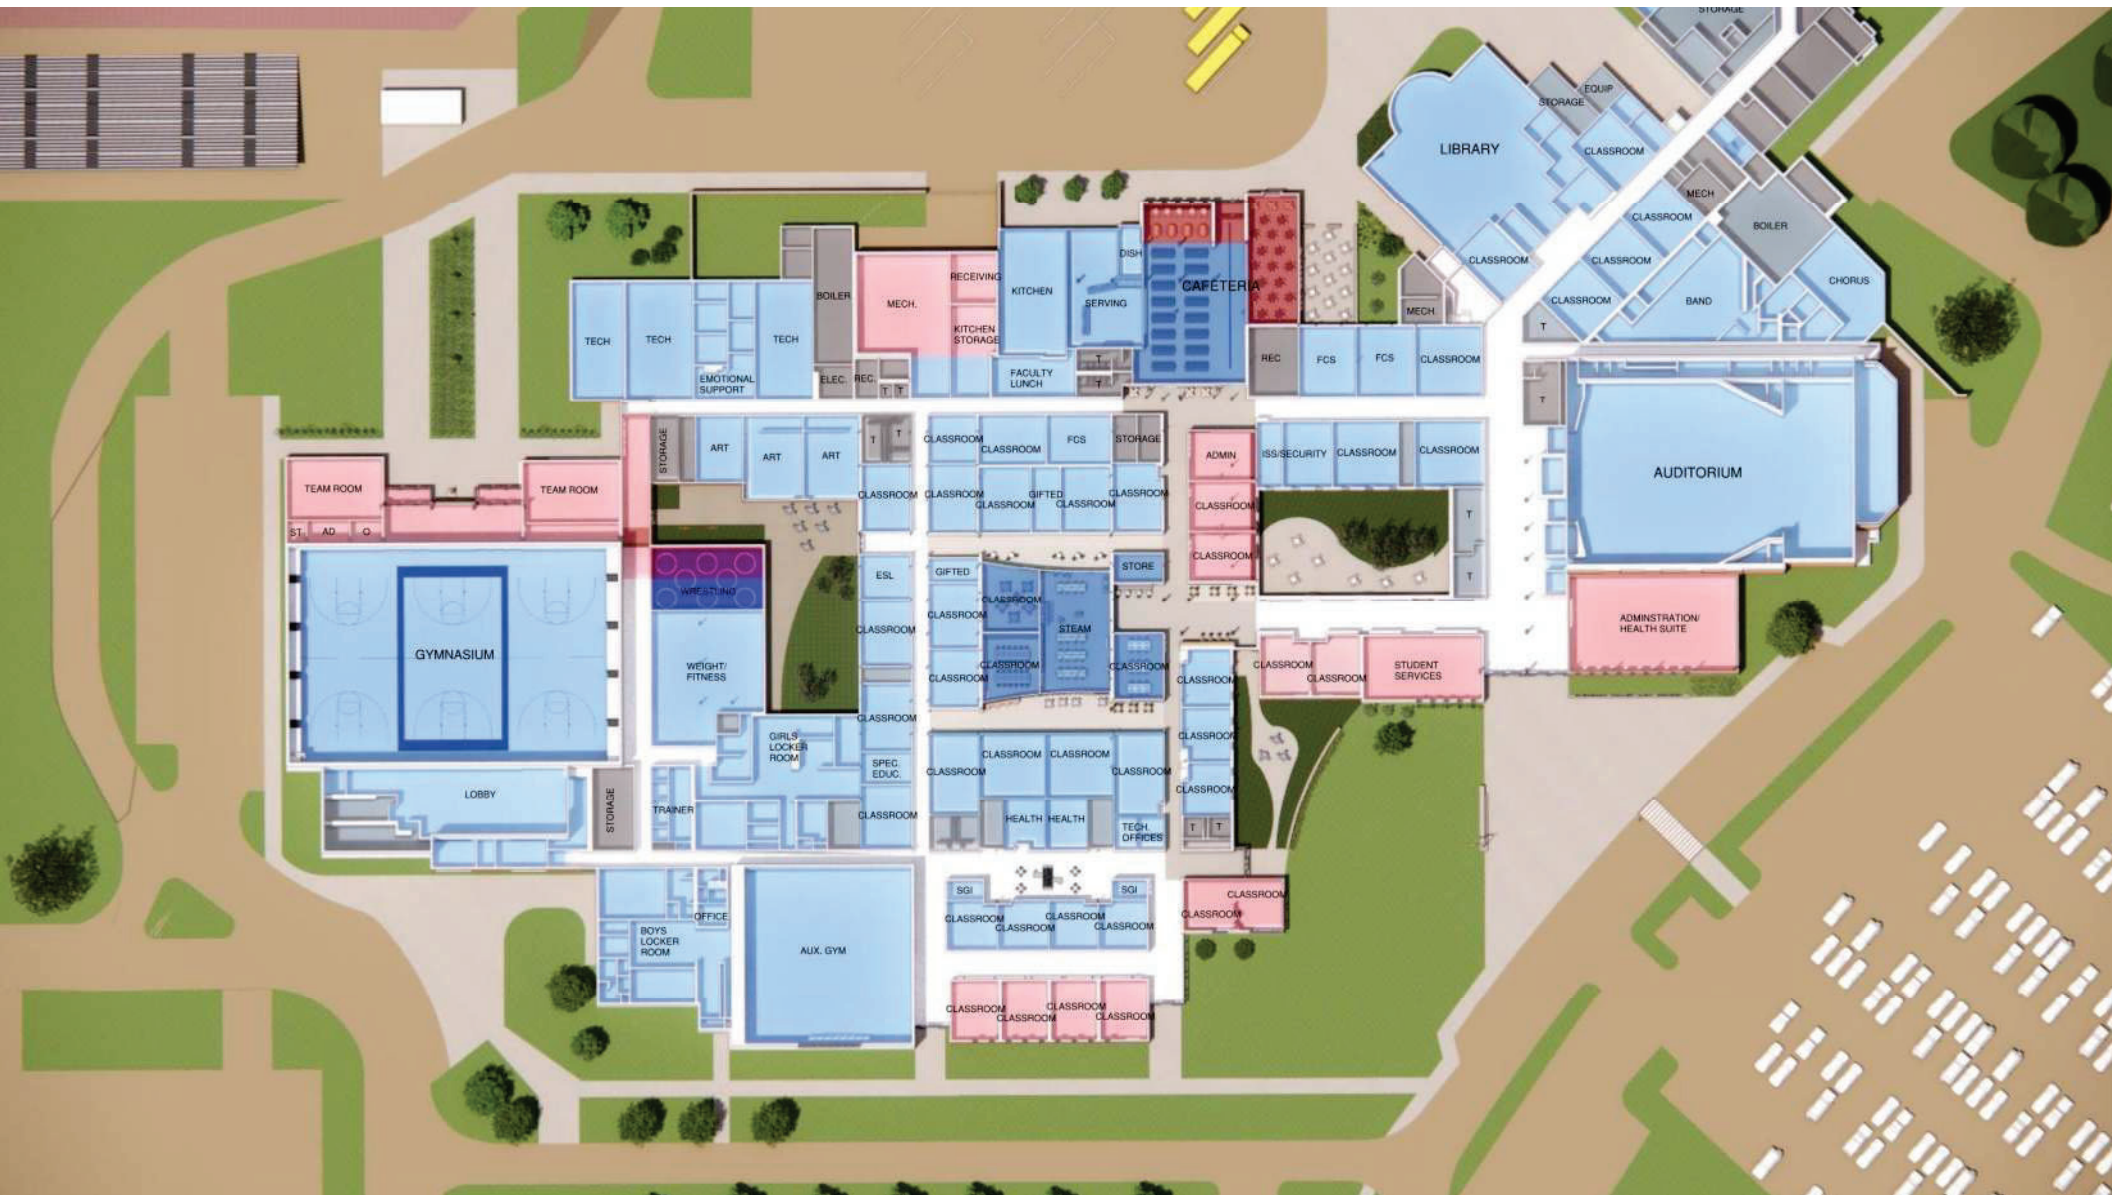 STORAGE
EQUIP
STORAGE
LIBRARY
CLASSROOM
MECH
CLASSROOM
BOILER
CLASSROOM
CLASSROOM
CHORUS
CLASSROOM
BAND
T
MECH.
DISH
RECEIVING
CAFETERIA
BOILER
MECH.
KITCHEN
SERVING
KITCHEN
STORAGE
TECH
TECH
TECH
EMOTIONAL
SUPPORT
ELEC.
REC.
T
T
FACULTY
LUNCH
T
T
REC
FCS
FCS
CLASSROOM
T
STORAGE
ART
ART
ART
T
T
CLASSROOM
CLASSROOM
FCS
STORAGE
ADMIN
ISS/SECURITY
CLASSROOM
CLASSROOM
AUDITORIUM
TEAM ROOM
TEAM ROOM
CLASSROOM
CLASSROOM
CLASSROOM
GIFTED
CLASSROOM
CLASSROOM
CLASSROOM
T
ST.
AD
O
CLASSROOM
T
ESL
GIFTED
STORE
WRESTLING
CLASSROOM
CLASSROOM
CLASSROOM
STEAM
ADMINSTRATION/
HEALTH SUITE
GYMNASIUM
WEIGHT/
FITNESS
CLASSROOM
CLASSROOM
CLASSROOM
CLASSROOM
CLASSROOM
CLASSROOM
STUDENT
SERVICES
CLASSROOM
GIRLS
LOCKER
ROOM
CLASSROOM
CLASSROOM
CLASSROOM
SPEC.
EDUC.
CLASSROOM
CLASSROOM
LOBBY
STORAGE
TRAINER
CLASSROOM
HEALTH
HEALTH
TECH.
OFFICES
CLASSROOM
T
T
SGI
SGI
CLASSROOM
CLASSROOM
OFFICE
CLASSROOM
CLASSROOM
CLASSROOM
CLASSROOM
BOYS
LOCKER
ROOM
AUX. GYM
CLASSROOM
CLASSROOM
CLASSROOM
CLASSROOM